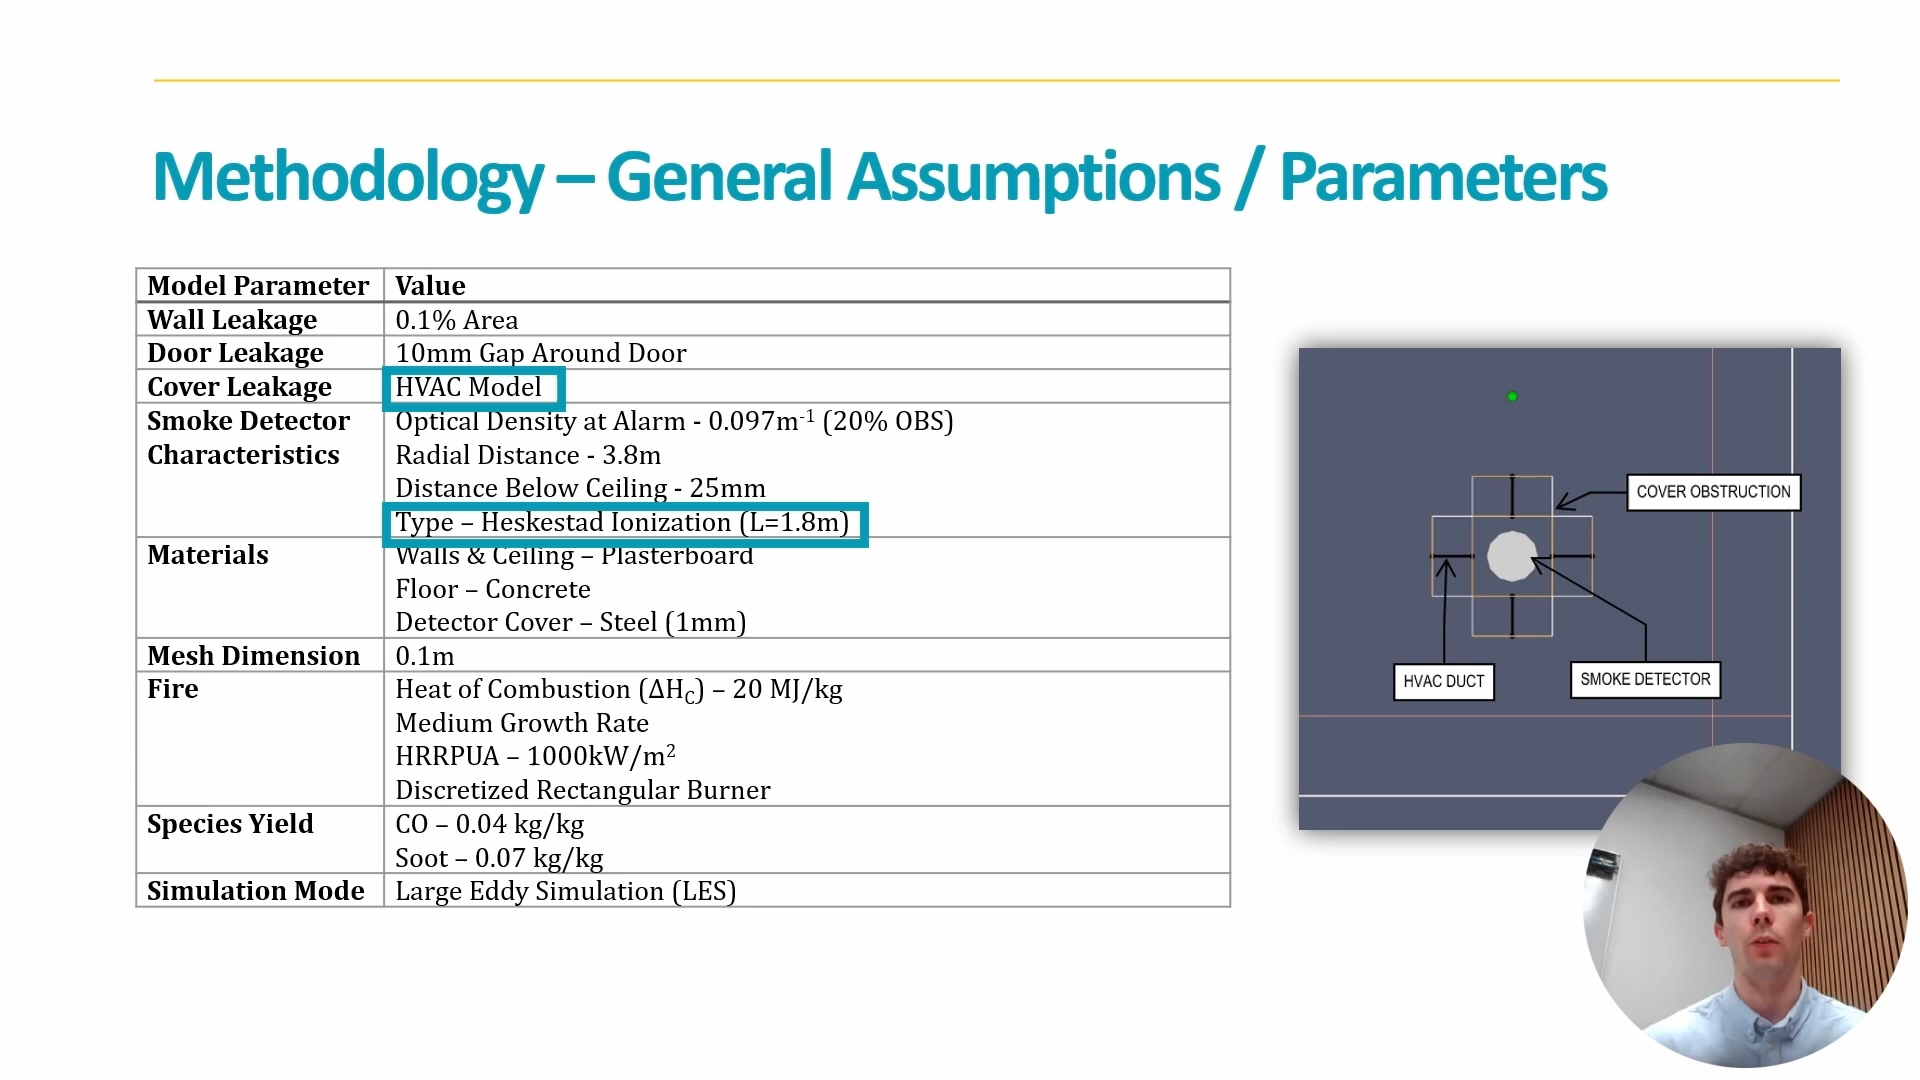 Methodology – General Assumptions / Parameters
Model Parameter Value
Wall Leakage 0.1% Area
Door Leakage 10mm Gap Around Door
Cover Leakage HVAC Model
Smoke Detector Optical Density at Alarm - 0.097m⁻¹ (20% OBS)
Characteristics Radial Distance - 3.8m
Distance Below Ceiling - 25mm
Type – Heskestad Ionization (L=1.8m)
Materials Walls & Ceiling – Plasterboard
Floor – Concrete
Detector Cover – Steel (1mm)
Mesh Dimension 0.1m
Fire Heat of Combustion (ΔHC) – 20 MJ/kg
Medium Growth Rate
HRRPUA – 1000kW/m²
Discretized Rectangular Burner
Species Yield CO – 0.04 kg/kg
Soot – 0.07 kg/kg
Simulation Mode Large Eddy Simulation (LES)
COVER OBSTRUCTION
HVAC DUCT
SMOKE DETECTOR